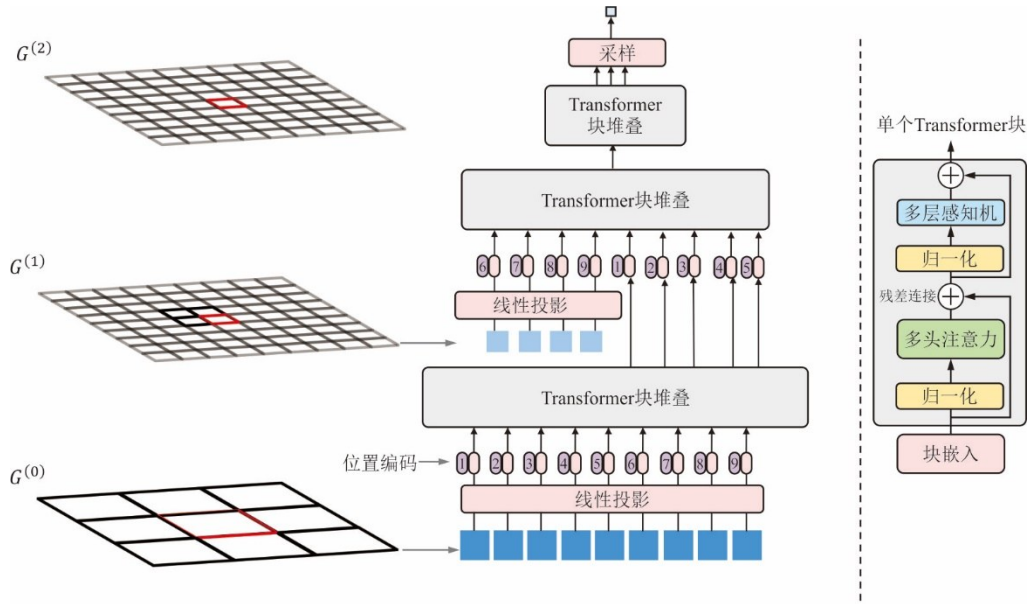 G^(2)
采样
Transformer
块堆叠
Transformer块堆叠
G^(1)
6 7 8 9 1 2 3 4 5
线性投影
Transformer块堆叠
位置编码
1 2 3 4 5 6 7 8 9
G^(0)
线性投影
单个Transformer块
多层感知机
归一化
残差连接
多头注意力
归一化
块嵌入